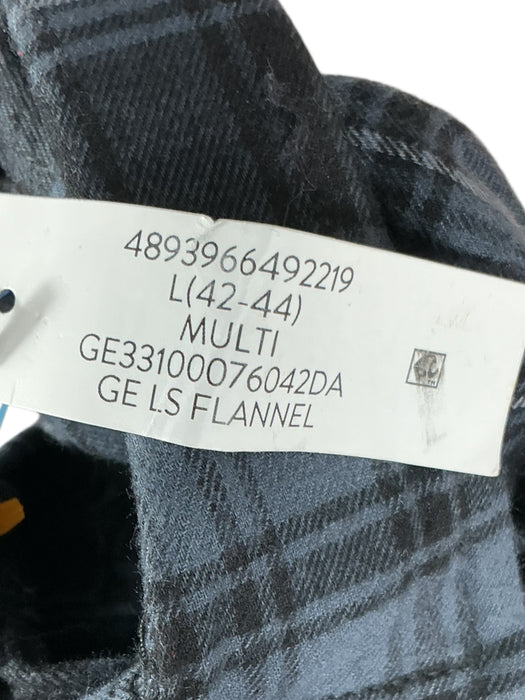 4893966492219
L(42-44)
MULTI
GE33100076042DA
GE LS FLANNEL